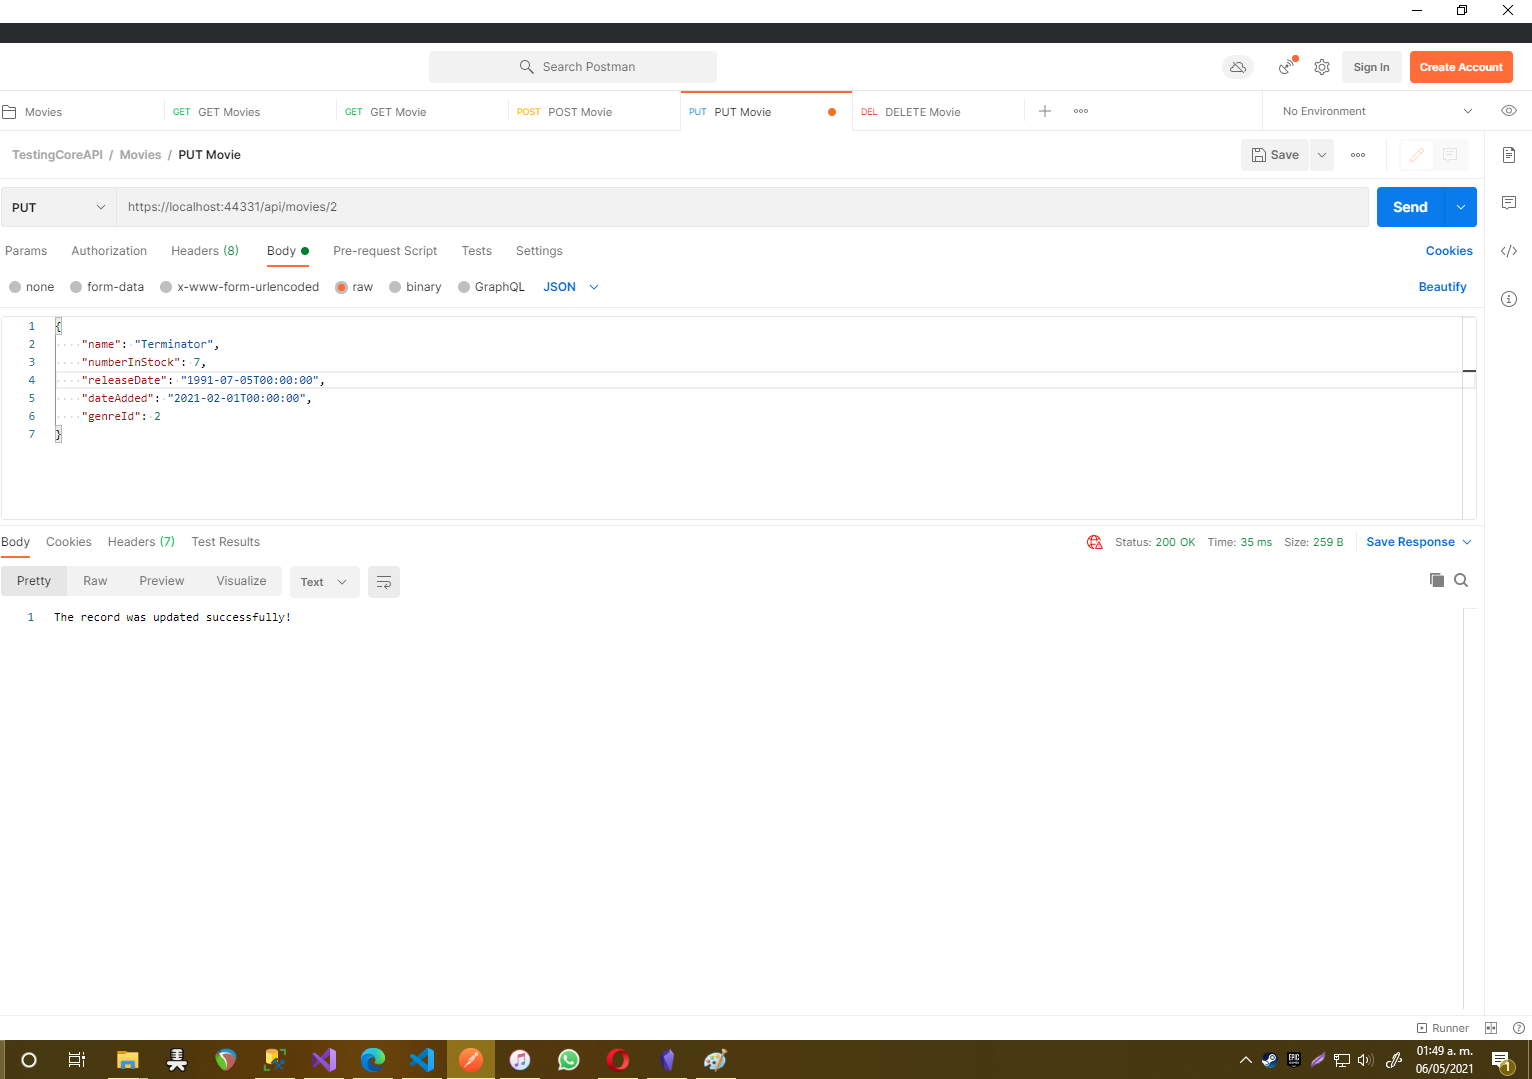 Search Postman
Sign In
Create Account
Movies
GET GET Movies
GET GET Movie
POST POST Movie
PUT PUT Movie
DEL DELETE Movie
No Environment
TestingCoreAPI / Movies / PUT Movie
Save
PUT
https://localhost:44331/api/movies/2
Send
Params Authorization Headers (8) Body Pre-request Script Tests Settings
Cookies
none form-data x-www-form-urlencoded raw binary GraphQL JSON
Beautify
1 {
2 "name": "Terminator",
3 "numberInStock": 7,
4 "releaseDate": "1991-07-05T00:00:00",
5 "dateAdded": "2021-02-01T00:00:00",
6 "genreId": 2
7 }
Body Cookies Headers (7) Test Results
Status: 200 OK Time: 35 ms Size: 259 B
Save Response
Pretty Raw Preview Visualize Text
1 The record was updated successfully!
Runner
EPIC
01:49 a. m.
06/05/2021
1